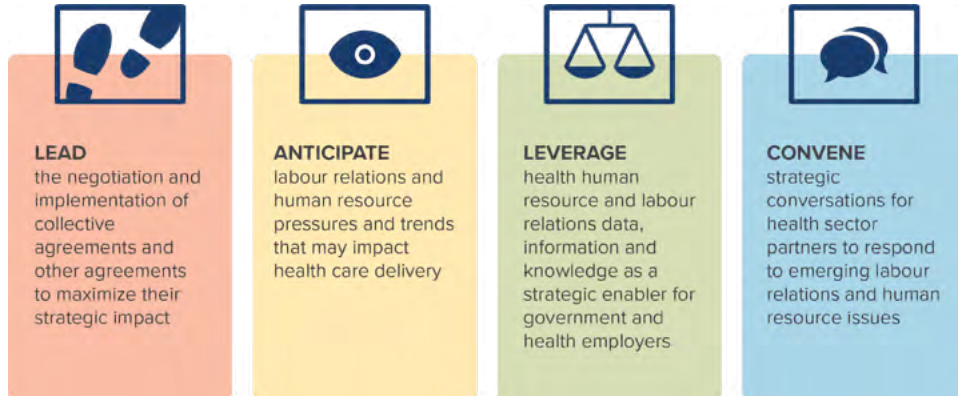 LEAD
the negotiation and
implementation of
collective
agreements and
other agreements
to maximize their
strategic impact
ANTICIPATE
labour relations and
human resource
pressures and trends
that may impact
health care delivery
LEVERAGE
health human
resource and labour
relations data,
information and
knowledge as a
strategic enabler for
government and
health employers
CONVENE
strategic
conversations for
health sector
partners to respond
to emerging labour
relations and human
resource issues